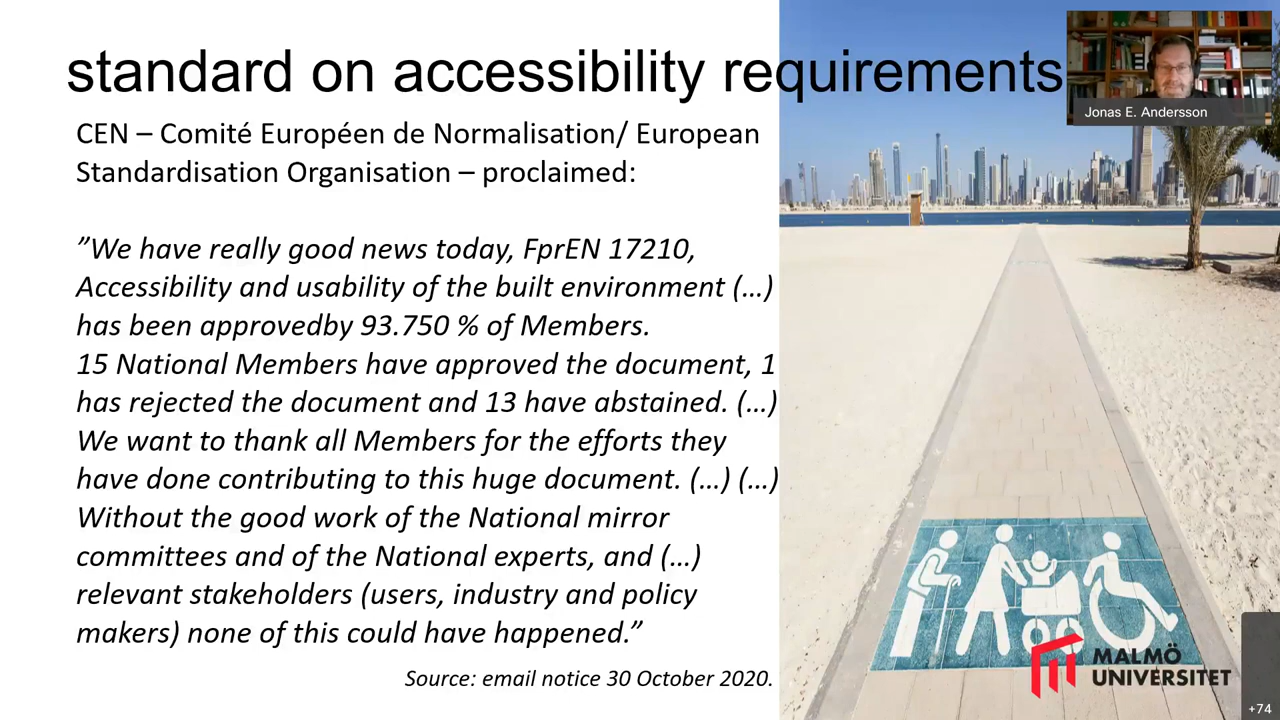 standard on accessibility requirements
Jonas E. Andersson
CEN – Comité Européen de Normalisation/ European
Standardisation Organisation – proclaimed:
”We have really good news today, FprEN 17210,
Accessibility and usability of the built environment (…)
has been approvedby 93.750 % of Members.
15 National Members have approved the document, 1
has rejected the document and 13 have abstained. (…)
We want to thank all Members for the efforts they
have done contributing to this huge document. (…) (…)
Without the good work of the National mirror
committees and of the National experts, and (…)
relevant stakeholders (users, industry and policy
makers) none of this could have happened.”
Source: email notice 30 October 2020.
MALMÖ
UNIVERSITET
+74